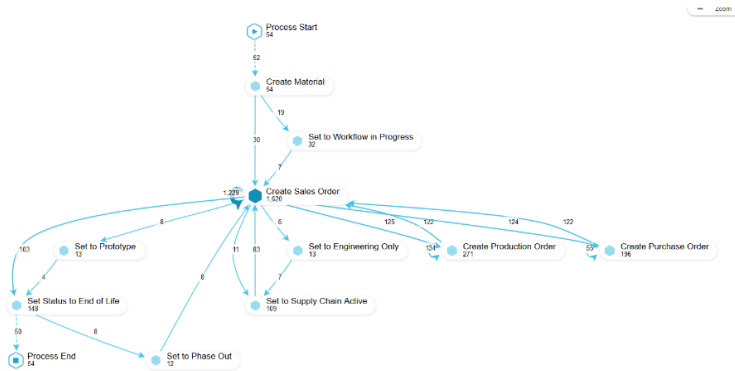 Zoom
Process Start
54
52
Create Material
54
19
30
Set to Workflow in Progress
32
7
1,229
Create Sales Order
1,620
163
8
11
83
6
125
122
124
122
Set to Prototype
13
Set to Engineering Only
13
Create Production Order
271
Create Purchase Order
196
4
8
7
Set Status to End of Life
148
Set to Supply Chain Active
109
50
8
Process End
54
Set to Phase Out
12